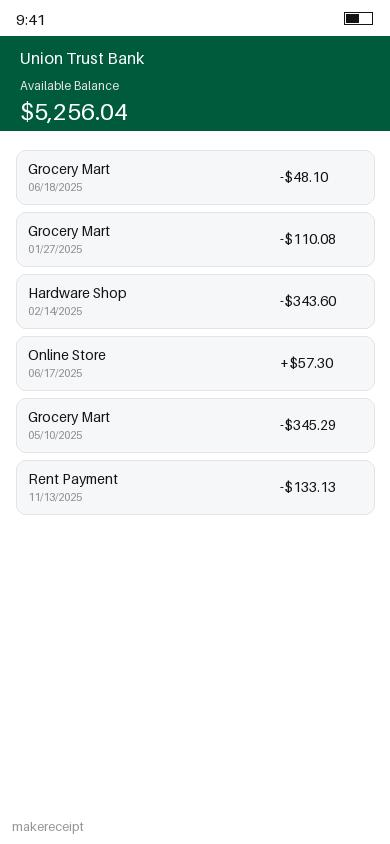 9:41
Union Trust Bank
Available Balance
$5,256.04
Grocery Mart
-$48.10
06/18/2025
Grocery Mart
-$110.08
01/27/2025
Hardware Shop
-$343.60
02/14/2025
Online Store
+$57.30
06/17/2025
Grocery Mart
-$345.29
05/10/2025
Rent Payment
-$133.13
11/13/2025
makereceipt